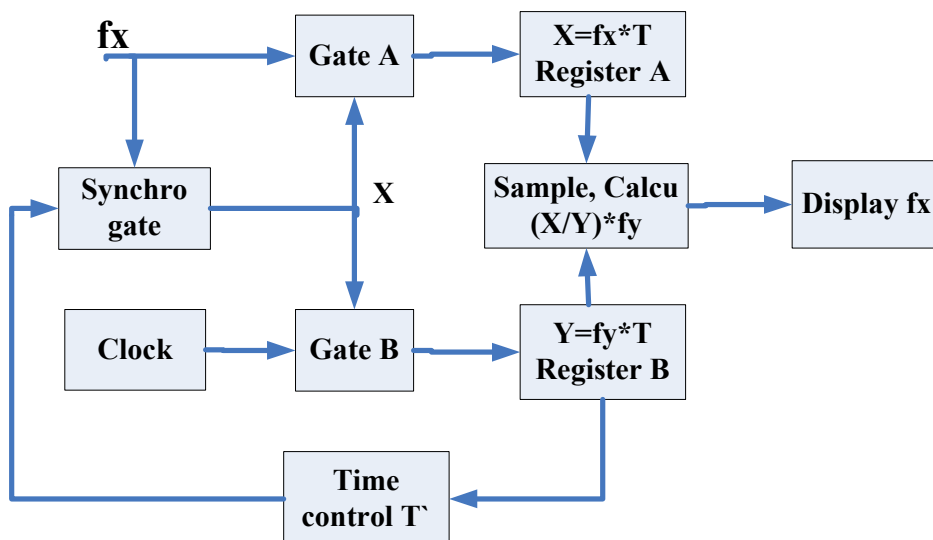 fx
Gate A
X=fx*T
Register A
Synchro
gate
X
Sample, Calcu
(X/Y)*fy
Display fx
Clock
Gate B
Y=fy*T
Register B
Time
control T`